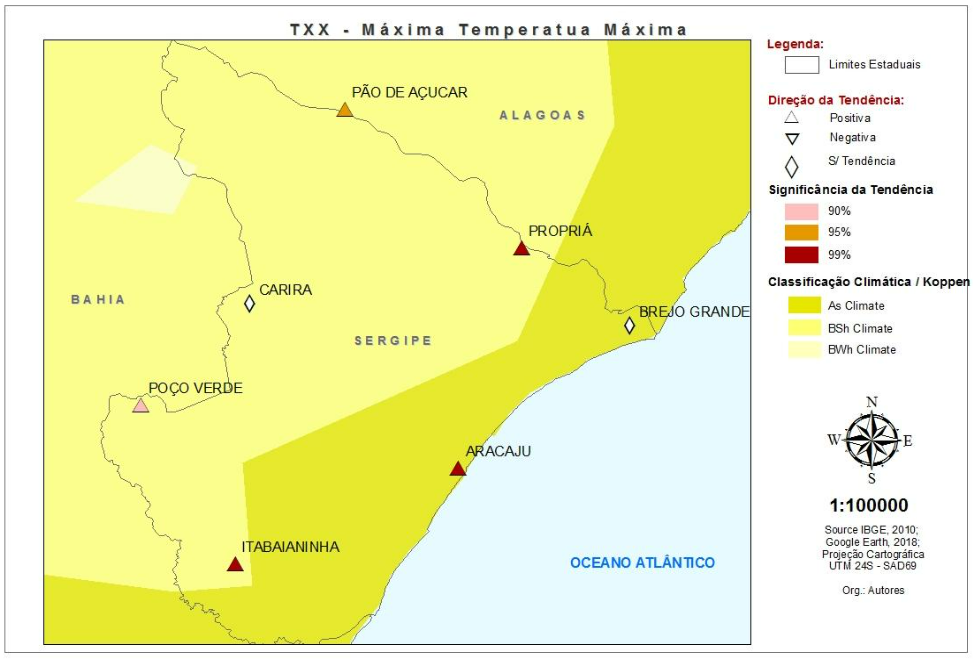 TXX - Máxima Temperatua Máxima
PÃO DE AÇUCAR
ALAGOAS
PROPRIÁ
CARIRA
BAHIA
BREJO GRANDE
SERGIPE
POÇO VERDE
ARACAJU
ITABAIANINHA
OCEANO ATLÂNTICO
Legenda:
Limites Estaduais
Direção da Tendência:
Positiva
Negativa
S/ Tendência
Significância da Tendência
90%
95%
99%
Classificação Climática / Koppen
As Climate
BSh Climate
BWh Climate
N
W E
S
1:100000
Source IBGE, 2010;
Google Earth, 2018;
Projeção Cartográfica
UTM 24S - SAD69
Org.: Autores